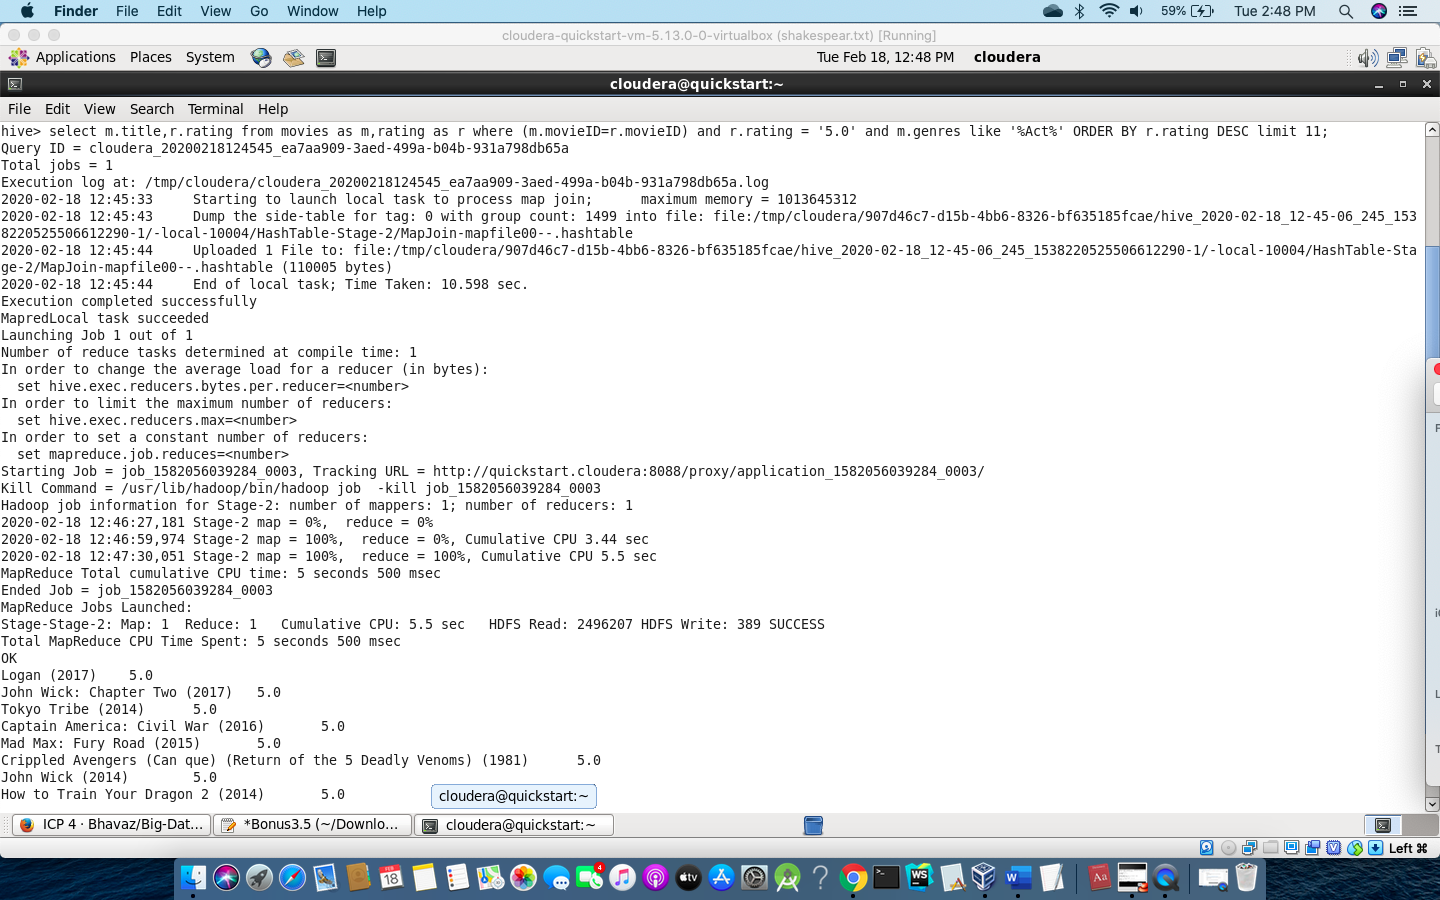 Finder File Edit View Go Window Help 59% Tue 2:48 PM
cloudera-quickstart-vm-5.13.0-0-virtualbox (shakespear.txt) [Running]
Applications Places System Tue Feb 18, 12:48 PM cloudera
cloudera@quickstart:~
File Edit View Search Terminal Help
hive> select m.title,r.rating from movies as m,rating as r where (m.movieID=r.movieID) and r.rating = '5.0' and m.genres like '%Act%' ORDER BY r.rating DESC limit 11;
Query ID = cloudera_20200218124545_ea7aa909-3aed-499a-b04b-931a798db65a
Total jobs = 1
Execution log at: /tmp/cloudera/cloudera_20200218124545_ea7aa909-3aed-499a-b04b-931a798db65a.log
2020-02-18 12:45:33 Starting to launch local task to process map join; maximum memory = 1013645312
2020-02-18 12:45:43 Dump the side-table for tag: 0 with group count: 1499 into file: file:/tmp/cloudera/907d46c7-d15b-4bb6-8326-bf635185fcae/hive_2020-02-18_12-45-06_245_153
8220525506612290-1/-local-10004/HashTable-Stage-2/MapJoin-mapfile00--.hashtable
2020-02-18 12:45:44 Uploaded 1 File to: file:/tmp/cloudera/907d46c7-d15b-4bb6-8326-bf635185fcae/hive_2020-02-18_12-45-06_245_1538220525506612290-1/-local-10004/HashTable-Sta
ge-2/MapJoin-mapfile00--.hashtable (110005 bytes)
2020-02-18 12:45:44 End of local task; Time Taken: 10.598 sec.
Execution completed successfully
MapredLocal task succeeded
Launching Job 1 out of 1
Number of reduce tasks determined at compile time: 1
In order to change the average load for a reducer (in bytes):
set hive.exec.reducers.bytes.per.reducer=<number>
In order to limit the maximum number of reducers:
set hive.exec.reducers.max=<number>
In order to set a constant number of reducers:
set mapreduce.job.reduces=<number>
Starting Job = job_1582056039284_0003, Tracking URL = http://quickstart.cloudera:8088/proxy/application_1582056039284_0003/
Kill Command = /usr/lib/hadoop/bin/hadoop job -kill job_1582056039284_0003
Hadoop job information for Stage-2: number of mappers: 1; number of reducers: 1
2020-02-18 12:46:27,181 Stage-2 map = 0%, reduce = 0%
2020-02-18 12:46:59,974 Stage-2 map = 100%, reduce = 0%, Cumulative CPU 3.44 sec
2020-02-18 12:47:30,051 Stage-2 map = 100%, reduce = 100%, Cumulative CPU 5.5 sec
MapReduce Total cumulative CPU time: 5 seconds 500 msec
Ended Job = job_1582056039284_0003
MapReduce Jobs Launched:
Stage-Stage-2: Map: 1 Reduce: 1 Cumulative CPU: 5.5 sec HDFS Read: 2496207 HDFS Write: 389 SUCCESS
Total MapReduce CPU Time Spent: 5 seconds 500 msec
OK
Logan (2017) 5.0
John Wick: Chapter Two (2017) 5.0
Tokyo Tribe (2014) 5.0
Captain America: Civil War (2016) 5.0
Mad Max: Fury Road (2015) 5.0
Crippled Avengers (Can que) (Return of the 5 Deadly Venoms) (1981) 5.0
John Wick (2014) 5.0
How to Train Your Dragon 2 (2014) 5.0
cloudera@quickstart:~
ICP 4 · Bhavaz/Big-Dat... *Bonus3.5 (~/Downlo... cloudera@quickstart:~
Left ⌘
FEB 18 4 tv WS W Aa